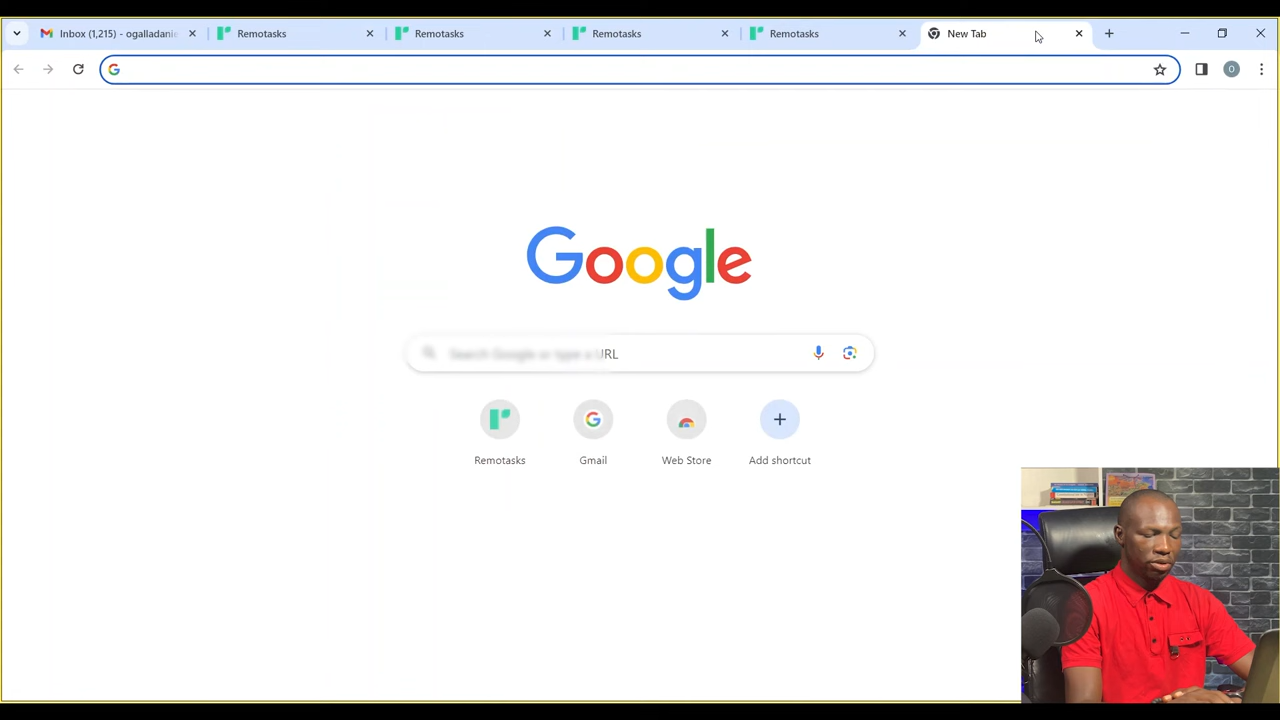 Inbox (1,215) - ogalladanie
Remotasks
Remotasks
Remotasks
Remotasks
New Tab
O
Google
Search Google or type a URL
Remotasks
Gmail
Web Store
Add shortcut